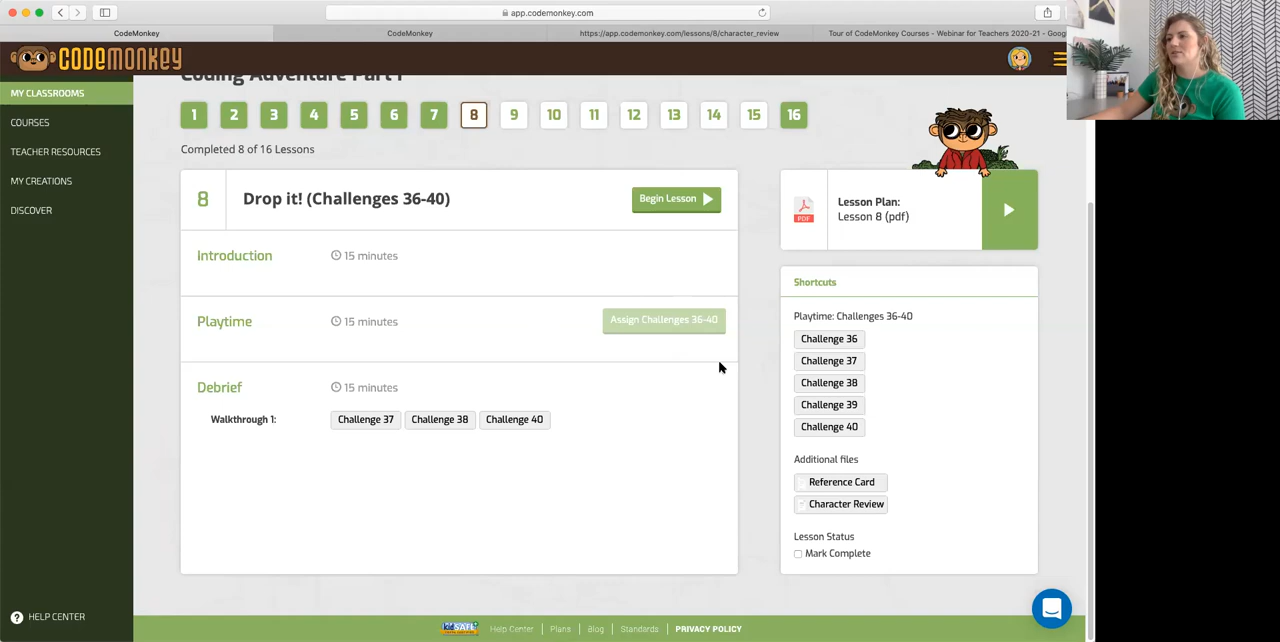 app.codemonkey.com
CodeMonkey
CodeMonkey
https://app.codemonkey.com/lessons/8/character_review
Tour of CodeMonkey Courses - Webinar for Teachers 2020-21 - Goog
CODEMONKEY
MY CLASSROOMS
COURSES
TEACHER RESOURCES
MY CREATIONS
DISCOVER
HELP CENTER
Coding Adventure Part 1
1 2 3 4 5 6 7 8 9 10 11 12 13 14 15 16
Completed 8 of 16 Lessons
8 Drop it! (Challenges 36-40) Begin Lesson
Introduction 15 minutes
Playtime 15 minutes Assign Challenges 36-40
Debrief 15 minutes
Walkthrough 1: Challenge 37 Challenge 38 Challenge 40
PDF
Lesson Plan:
Lesson 8 (pdf)
Shortcuts
Playtime: Challenges 36-40
Challenge 36
Challenge 37
Challenge 38
Challenge 39
Challenge 40
Additional files
Reference Card
Character Review
Lesson Status
Mark Complete
Help Center Plans Blog Standards PRIVACY POLICY